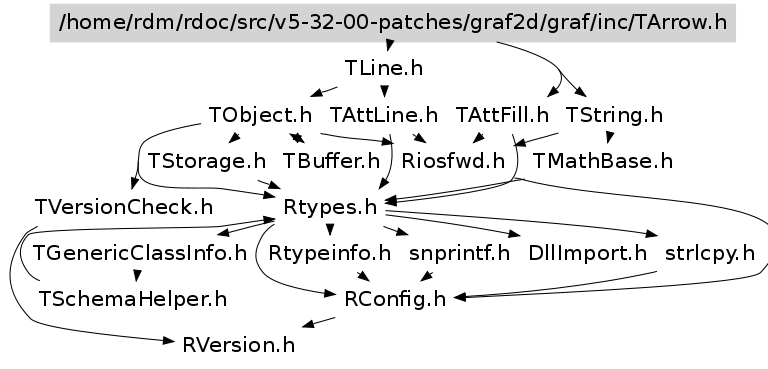 /home/rdm/rdoc/src/v5-32-00-patches/graf2d/graf/inc/TArrow.h
TLine.h
TObject.h TAttLine.h TAttFill.h TString.h
TStorage.h TBuffer.h Riosfwd.h TMathBase.h
TVersionCheck.h Rtypes.h
TGenericClassInfo.h Rtypeinfo.h snprintf.h DllImport.h strlcpy.h
TSchemaHelper.h RConfig.h
RVersion.h